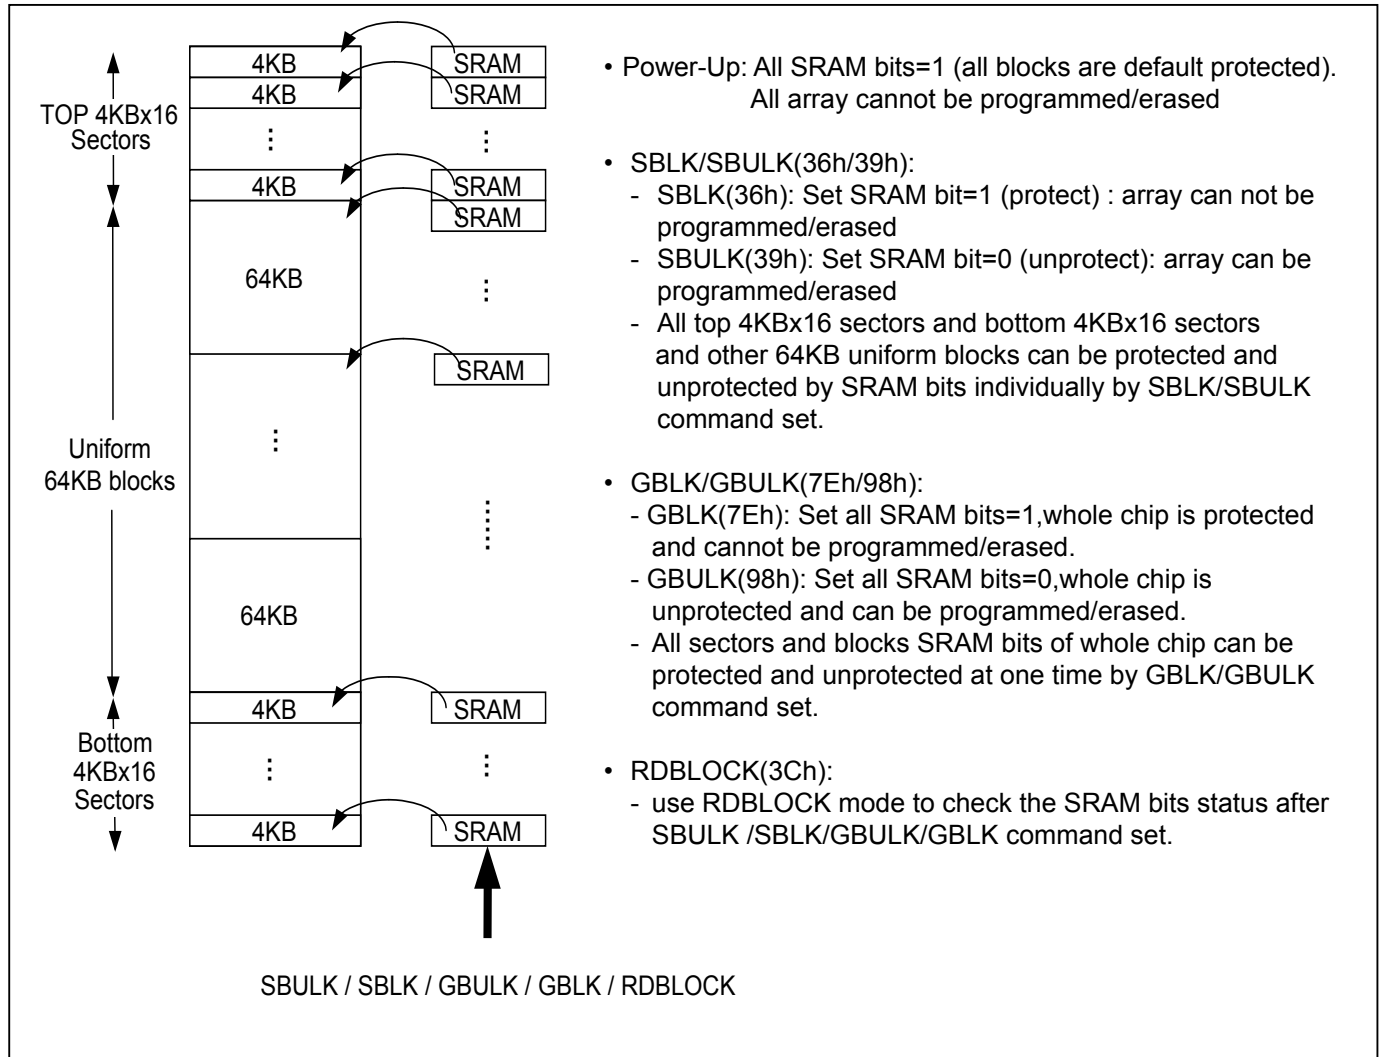 TOP 4KBx16
Sectors
Uniform
64KB blocks
Bottom
4KBx16
Sectors
4KB
4KB
⋮
4KB
64KB
⋮
64KB
4KB
⋮
4KB
SRAM
SRAM
⋮
SRAM
SRAM
⋮
SRAM
⋮
SRAM
⋮
SRAM
SBULK / SBLK / GBULK / GBLK / RDBLOCK
• Power-Up: All SRAM bits=1 (all blocks are default protected).
All array cannot be programmed/erased
• SBLK/SBULK(36h/39h):
- SBLK(36h): Set SRAM bit=1 (protect) : array can not be
programmed/erased
- SBULK(39h): Set SRAM bit=0 (unprotect): array can be
programmed/erased
- All top 4KBx16 sectors and bottom 4KBx16 sectors
and other 64KB uniform blocks can be protected and
unprotected by SRAM bits individually by SBLK/SBULK
command set.
• GBLK/GBULK(7Eh/98h):
- GBLK(7Eh): Set all SRAM bits=1,whole chip is protected
and cannot be programmed/erased.
- GBULK(98h): Set all SRAM bits=0,whole chip is
unprotected and can be programmed/erased.
- All sectors and blocks SRAM bits of whole chip can be
protected and unprotected at one time by GBLK/GBULK
command set.
• RDBLOCK(3Ch):
- use RDBLOCK mode to check the SRAM bits status after
SBULK /SBLK/GBULK/GBLK command set.